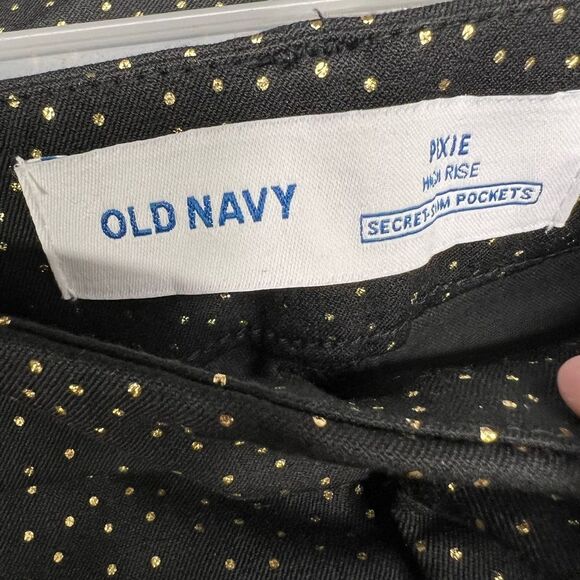 OLD NAVY
PIXIE
HIGH RISE
SECRET-SLIM POCKETS